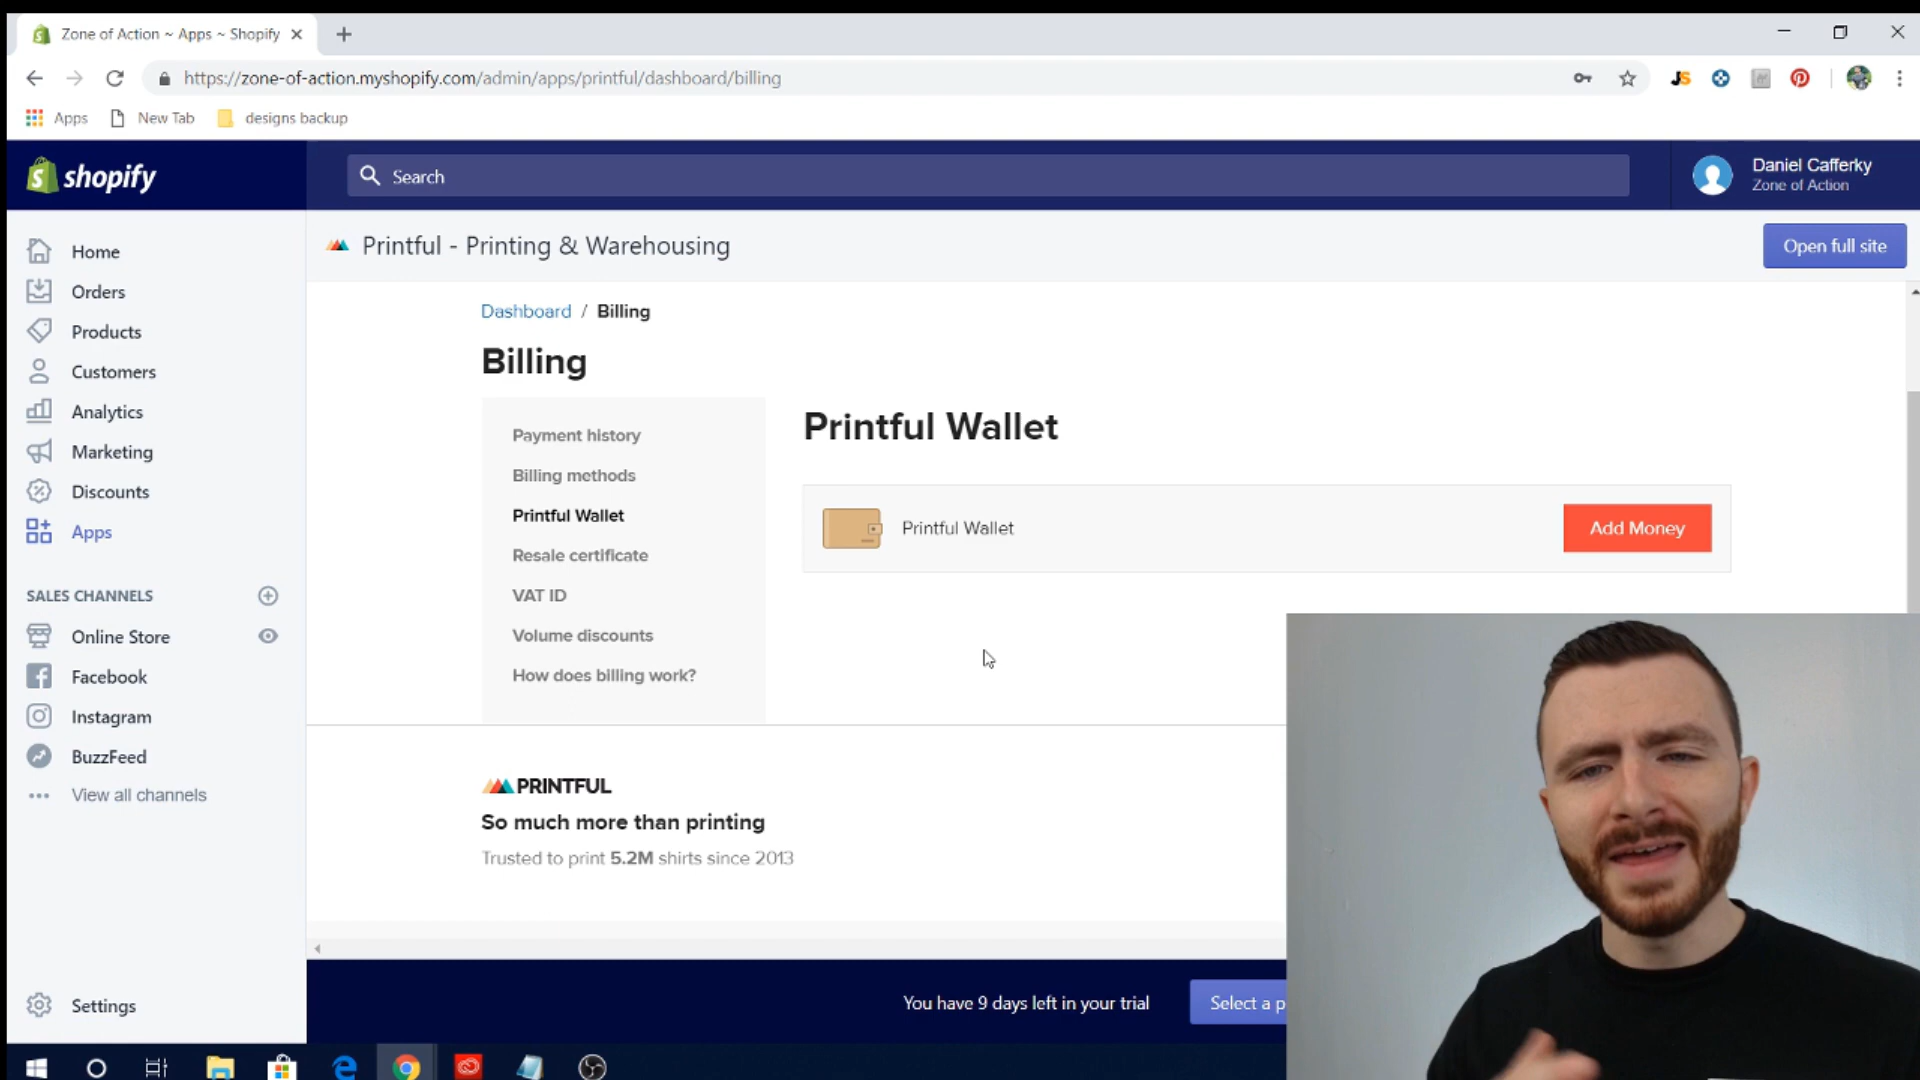 Zone of Action ~ Apps ~ Shopify
https://zone-of-action.myshopify.com/admin/apps/printful/dashboard/billing
Apps
New Tab
designs backup
shopify
Search
Daniel Cafferky
Zone of Action
Home
Orders
Products
Customers
Analytics
Marketing
Discounts
Apps
SALES CHANNELS
Online Store
Facebook
Instagram
BuzzFeed
View all channels
Settings
Printful - Printing & Warehousing
Open full site
Dashboard / Billing
Billing
Payment history
Billing methods
Printful Wallet
Resale certificate
VAT ID
Volume discounts
How does billing work?
Printful Wallet
Printful Wallet
Add Money
PRINTFUL
So much more than printing
Trusted to print 5.2M shirts since 2013
You have 9 days left in your trial
Select a p
JS